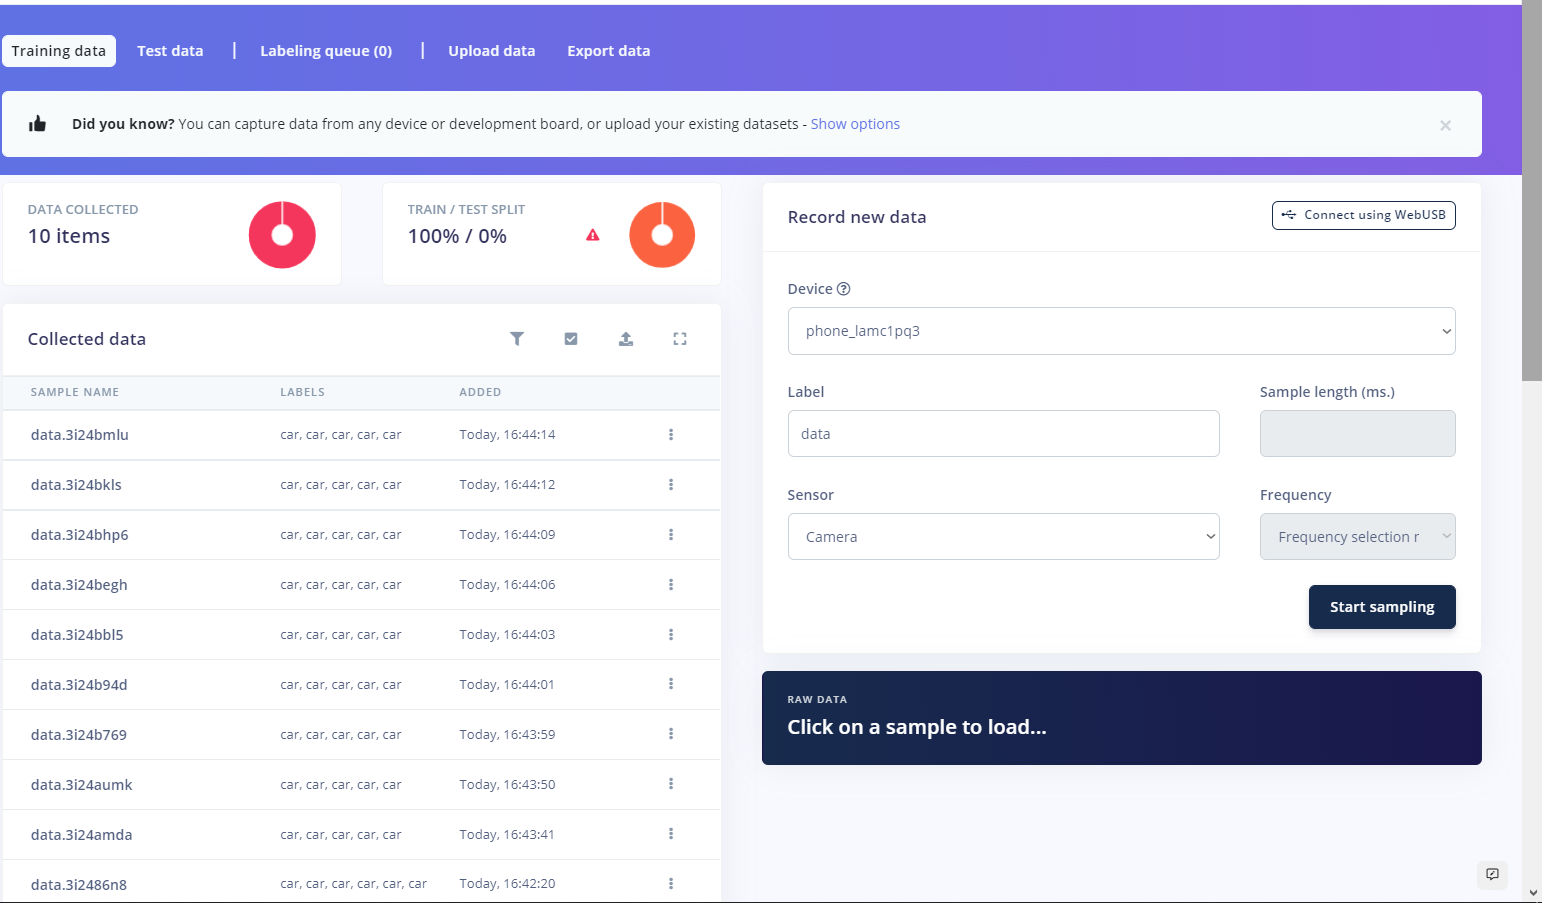 Training data Test data | Labeling queue (0) | Upload data Export data
Did you know? You can capture data from any device or development board, or upload your existing datasets - Show options
DATA COLLECTED
10 items
TRAIN / TEST SPLIT
100% / 0%
Collected data
SAMPLE NAME LABELS ADDED
data.3i24bmlu car, car, car, car, car Today, 16:44:14
data.3i24bkls car, car, car, car, car Today, 16:44:12
data.3i24bhp6 car, car, car, car, car Today, 16:44:09
data.3i24begh car, car, car, car, car Today, 16:44:06
data.3i24bbl5 car, car, car, car, car Today, 16:44:03
data.3i24b94d car, car, car, car, car Today, 16:44:01
data.3i24b769 car, car, car, car, car Today, 16:43:59
data.3i24aumk car, car, car, car, car Today, 16:43:50
data.3i24amda car, car, car, car, car Today, 16:43:41
data.3i2486n8 car, car, car, car, car, car Today, 16:42:20
Record new data
Connect using WebUSB
Device
phone_lamc1pq3
Label
data
Sample length (ms.)
Sensor
Camera
Frequency
Frequency selection r
Start sampling
RAW DATA
Click on a sample to load...